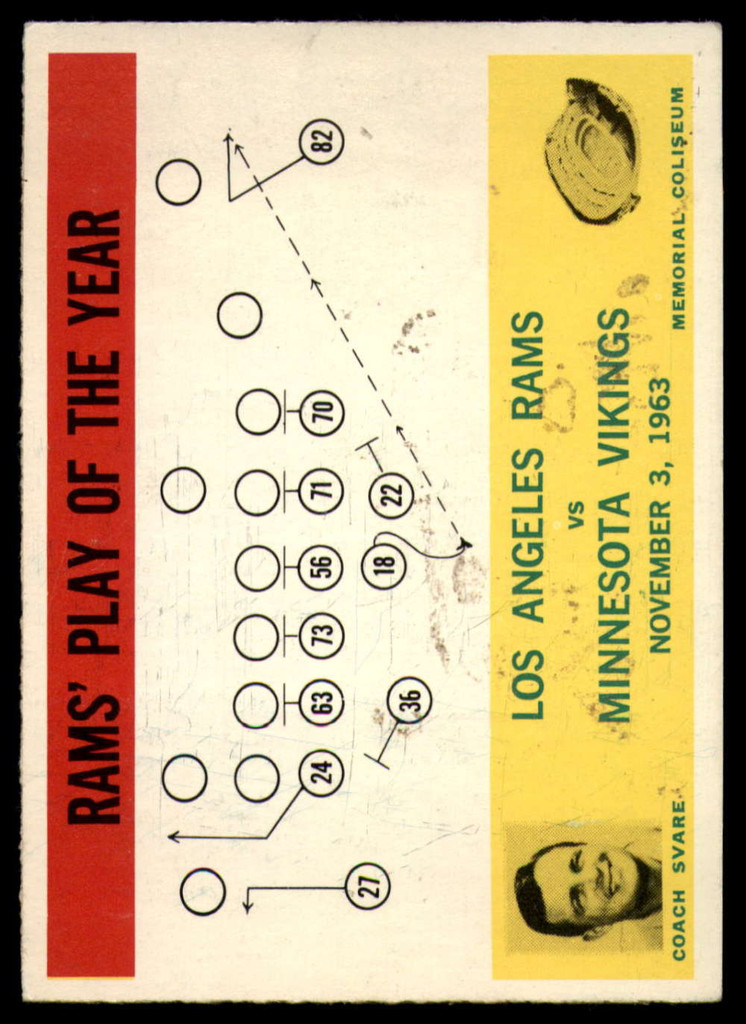 RAMS' PLAY OF THE YEAR
82
70
71
22
56
18
73
63
36
24
27
LOS ANGELES RAMS
vs
MINNESOTA VIKINGS
NOVEMBER 3, 1963
COACH SVARE
MEMORIAL COLISEUM